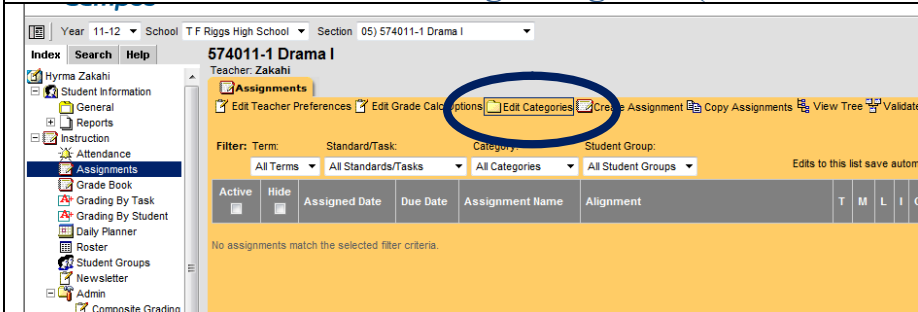 Year 11-12 School T F Riggs High School Section 05) 574011-1 Drama I
Index Search Help
574011-1 Drama I
Teacher: Zakahi
Hyrma Zakahi
Student Information
General
Reports
Instruction
Attendance
Assignments
Grade Book
Grading By Task
Grading By Student
Daily Planner
Roster
Student Groups
Newsletter
Admin
Composite Grading
Assignments
Edit Teacher Preferences Edit Grade Calc Options Edit Categories Create Assignment Copy Assignments View Tree Validate
Filter: Term: Standard/Task: Category: Student Group:
All Terms All Standards/Tasks All Categories All Student Groups Edits to this list save autom
Active Hide Assigned Date Due Date Assignment Name Alignment T M L I
No assignments match the selected filter criteria.